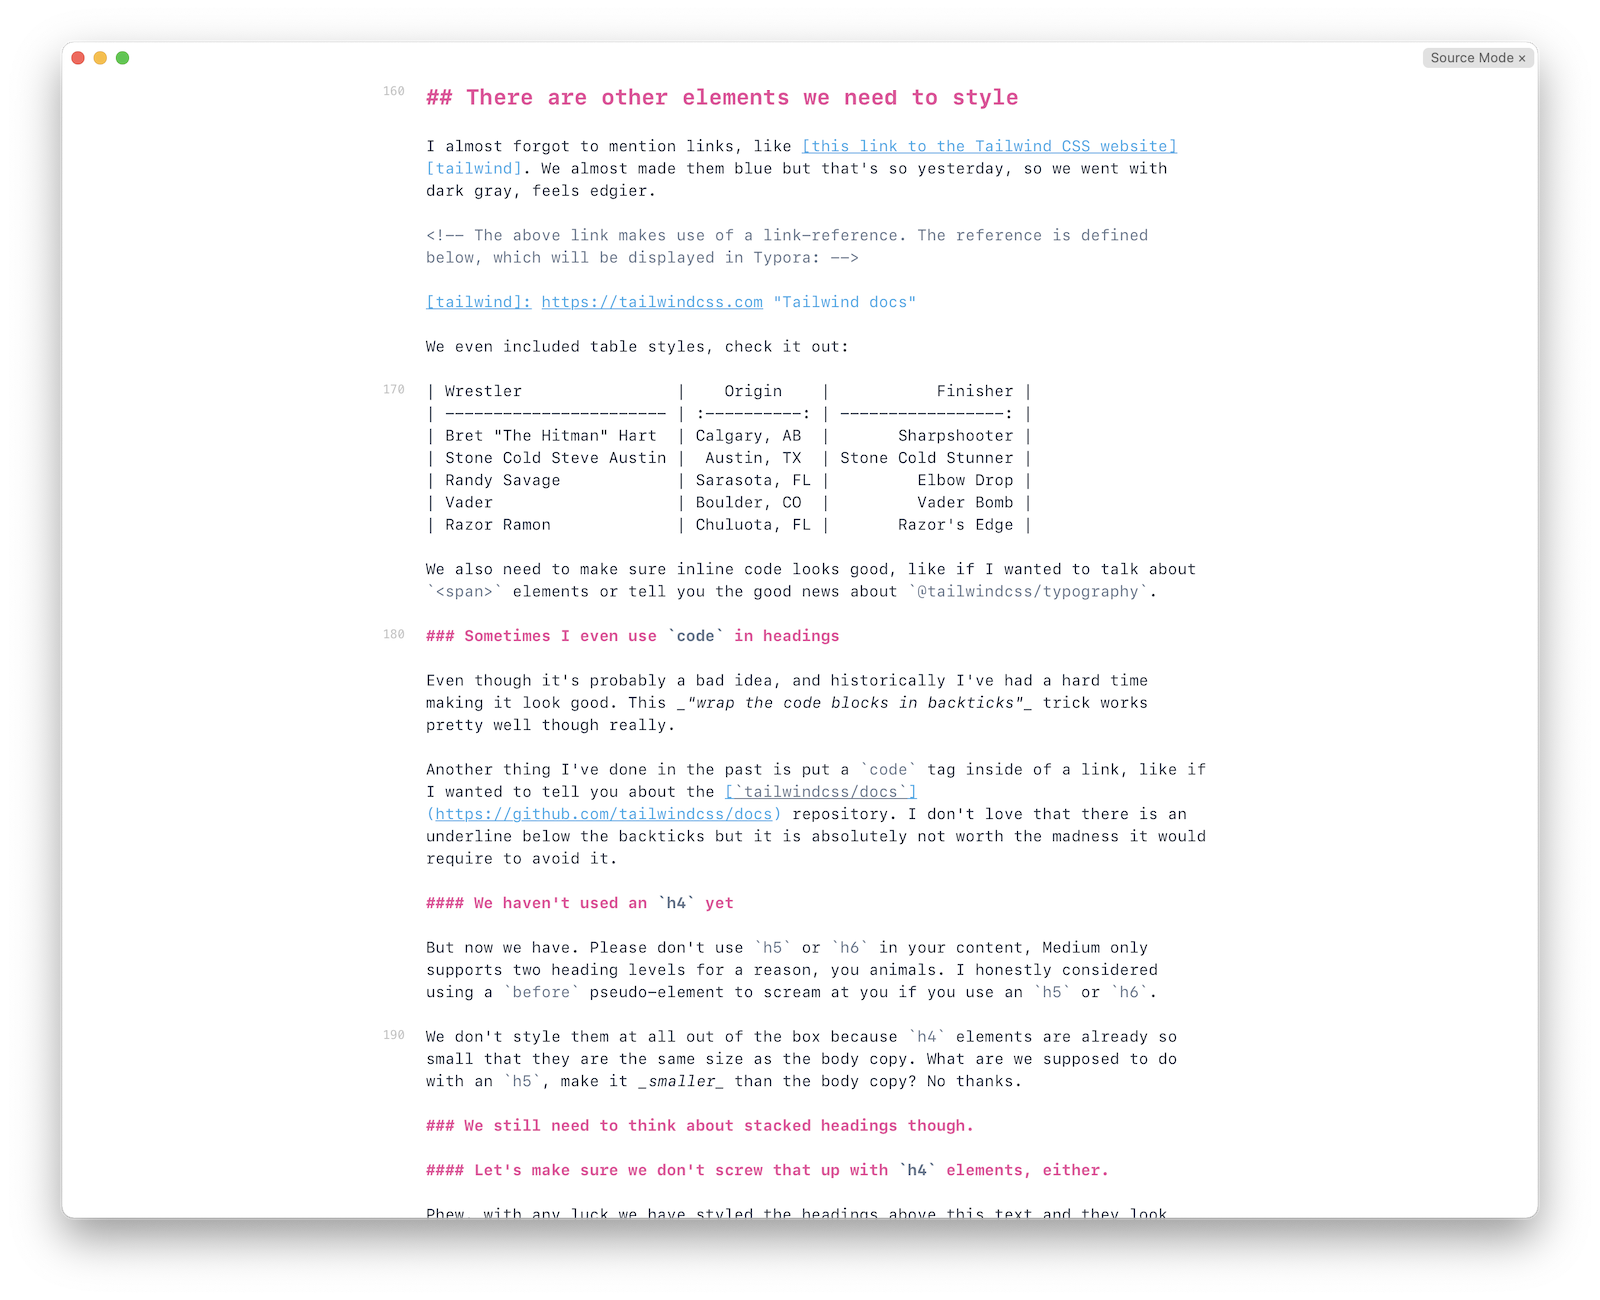 Source Mode ×
160 ## There are other elements we need to style
I almost forgot to mention links, like [this link to the Tailwind CSS website]
[tailwind]. We almost made them blue but that's so yesterday, so we went with
dark gray, feels edgier.
<!-- The above link makes use of a link-reference. The reference is defined
below, which will be displayed in Typora: -->
[tailwind]: https://tailwindcss.com "Tailwind docs"
We even included table styles, check it out:
170 | Wrestler                | Origin     | Finisher |
| ----------------------- | :----------: | -----------------: |
| Bret "The Hitman" Hart  | Calgary, AB  |       Sharpshooter |
| Stone Cold Steve Austin |  Austin, TX  | Stone Cold Stunner |
| Randy Savage            | Sarasota, FL |         Elbow Drop |
| Vader                   | Boulder, CO  |         Vader Bomb |
| Razor Ramon             | Chuluota, FL |       Razor's Edge |
We also need to make sure inline code looks good, like if I wanted to talk about
`<span>` elements or tell you the good news about `@tailwindcss/typography`.
180 ### Sometimes I even use `code` in headings
Even though it's probably a bad idea, and historically I've had a hard time
making it look good. This _"wrap the code blocks in backticks"_ trick works
pretty well though really.
Another thing I've done in the past is put a `code` tag inside of a link, like if
I wanted to tell you about the [`tailwindcss/docs`]
(https://github.com/tailwindcss/docs) repository. I don't love that there is an
underline below the backticks but it is absolutely not worth the madness it would
require to avoid it.
#### We haven't used an `h4` yet
But now we have. Please don't use `h5` or `h6` in your content, Medium only
supports two heading levels for a reason, you animals. I honestly considered
using a `before` pseudo-element to scream at you if you use an `h5` or `h6`.
190 We don't style them at all out of the box because `h4` elements are already so
small that they are the same size as the body copy. What are we supposed to do
with an `h5`, make it _smaller_ than the body copy? No thanks.
### We still need to think about stacked headings though.
#### Let's make sure we don't screw that up with `h4` elements, either.
Phew, with any luck we have styled the headings above this text and they look